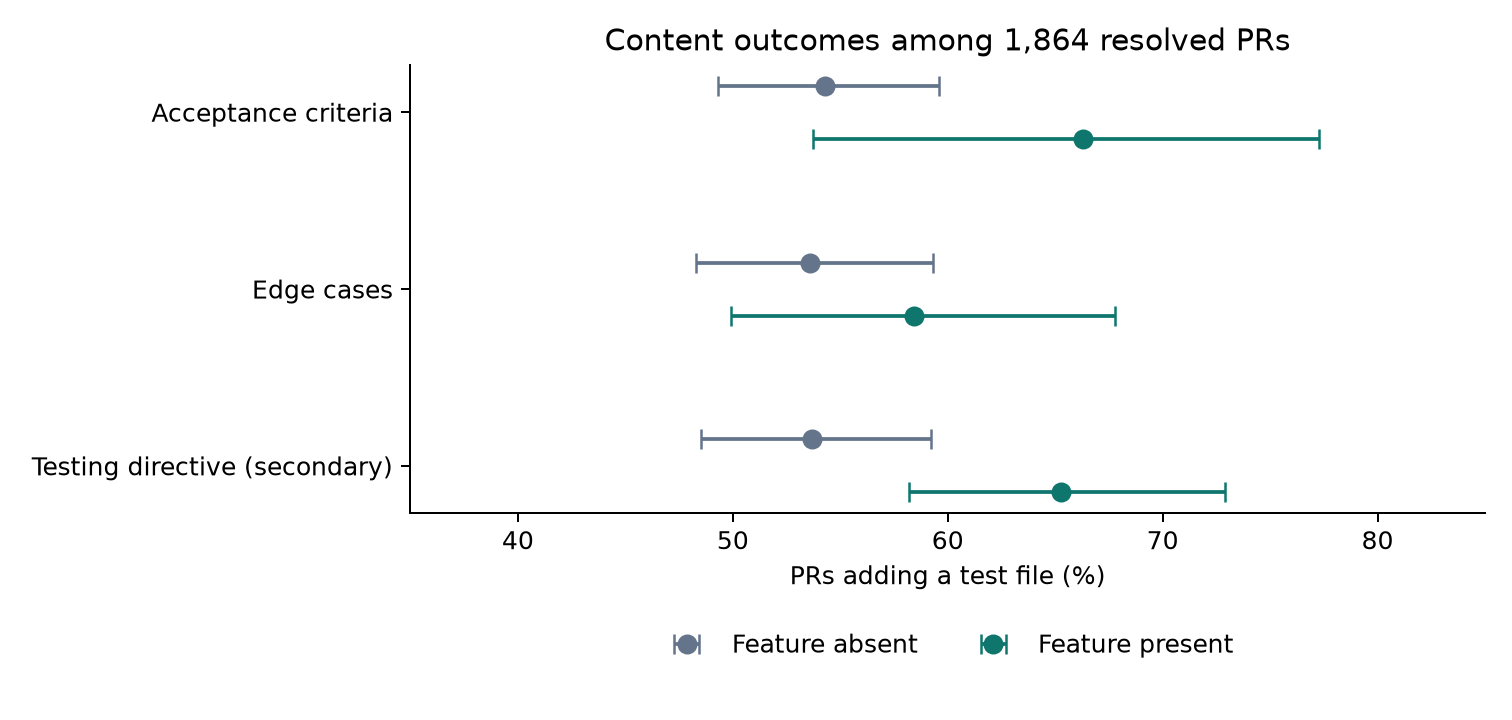 Content outcomes among 1,864 resolved PRs
Acceptance criteria
Edge cases
Testing directive (secondary)
40 50 60 70 80
PRs adding a test file (%)
Feature absent Feature present